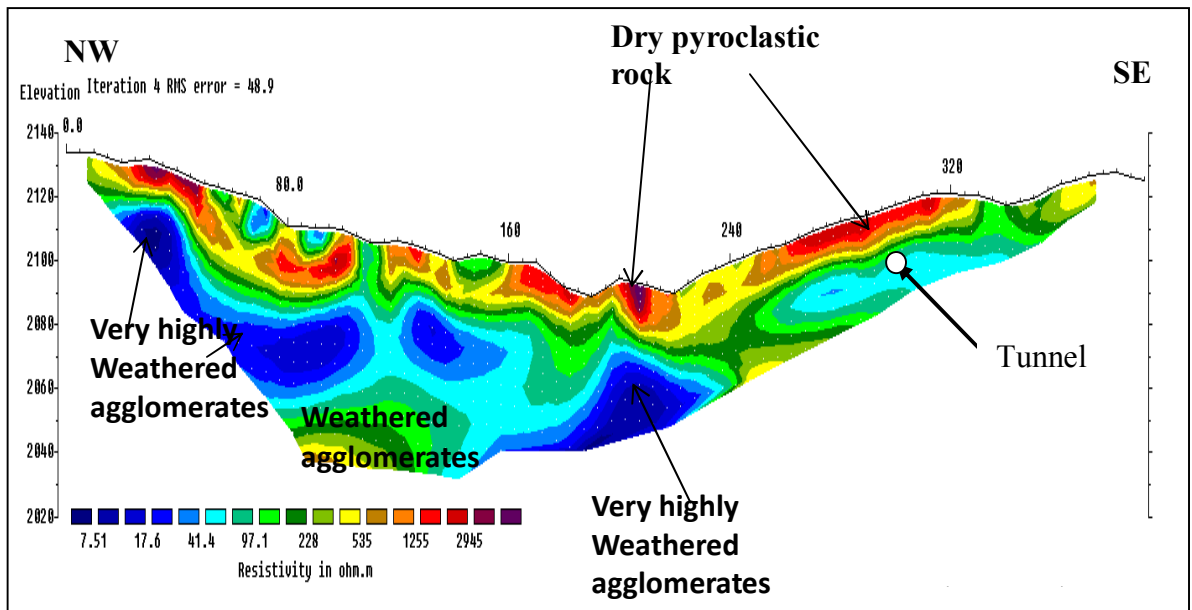 NW
Dry pyroclastic
rock
SE
Iteration 4 RMS error = 48.9
Elevation
0.0
2140
2120
2100
2080
2060
2040
2020
80.0
160
240
320
Tunnel
Very highly
Weathered
agglomerates
Weathered
agglomerates
Very highly
Weathered
agglomerates
7.51 17.6 41.4 97.1 228 535 1255 2945
Resistivity in ohm.m